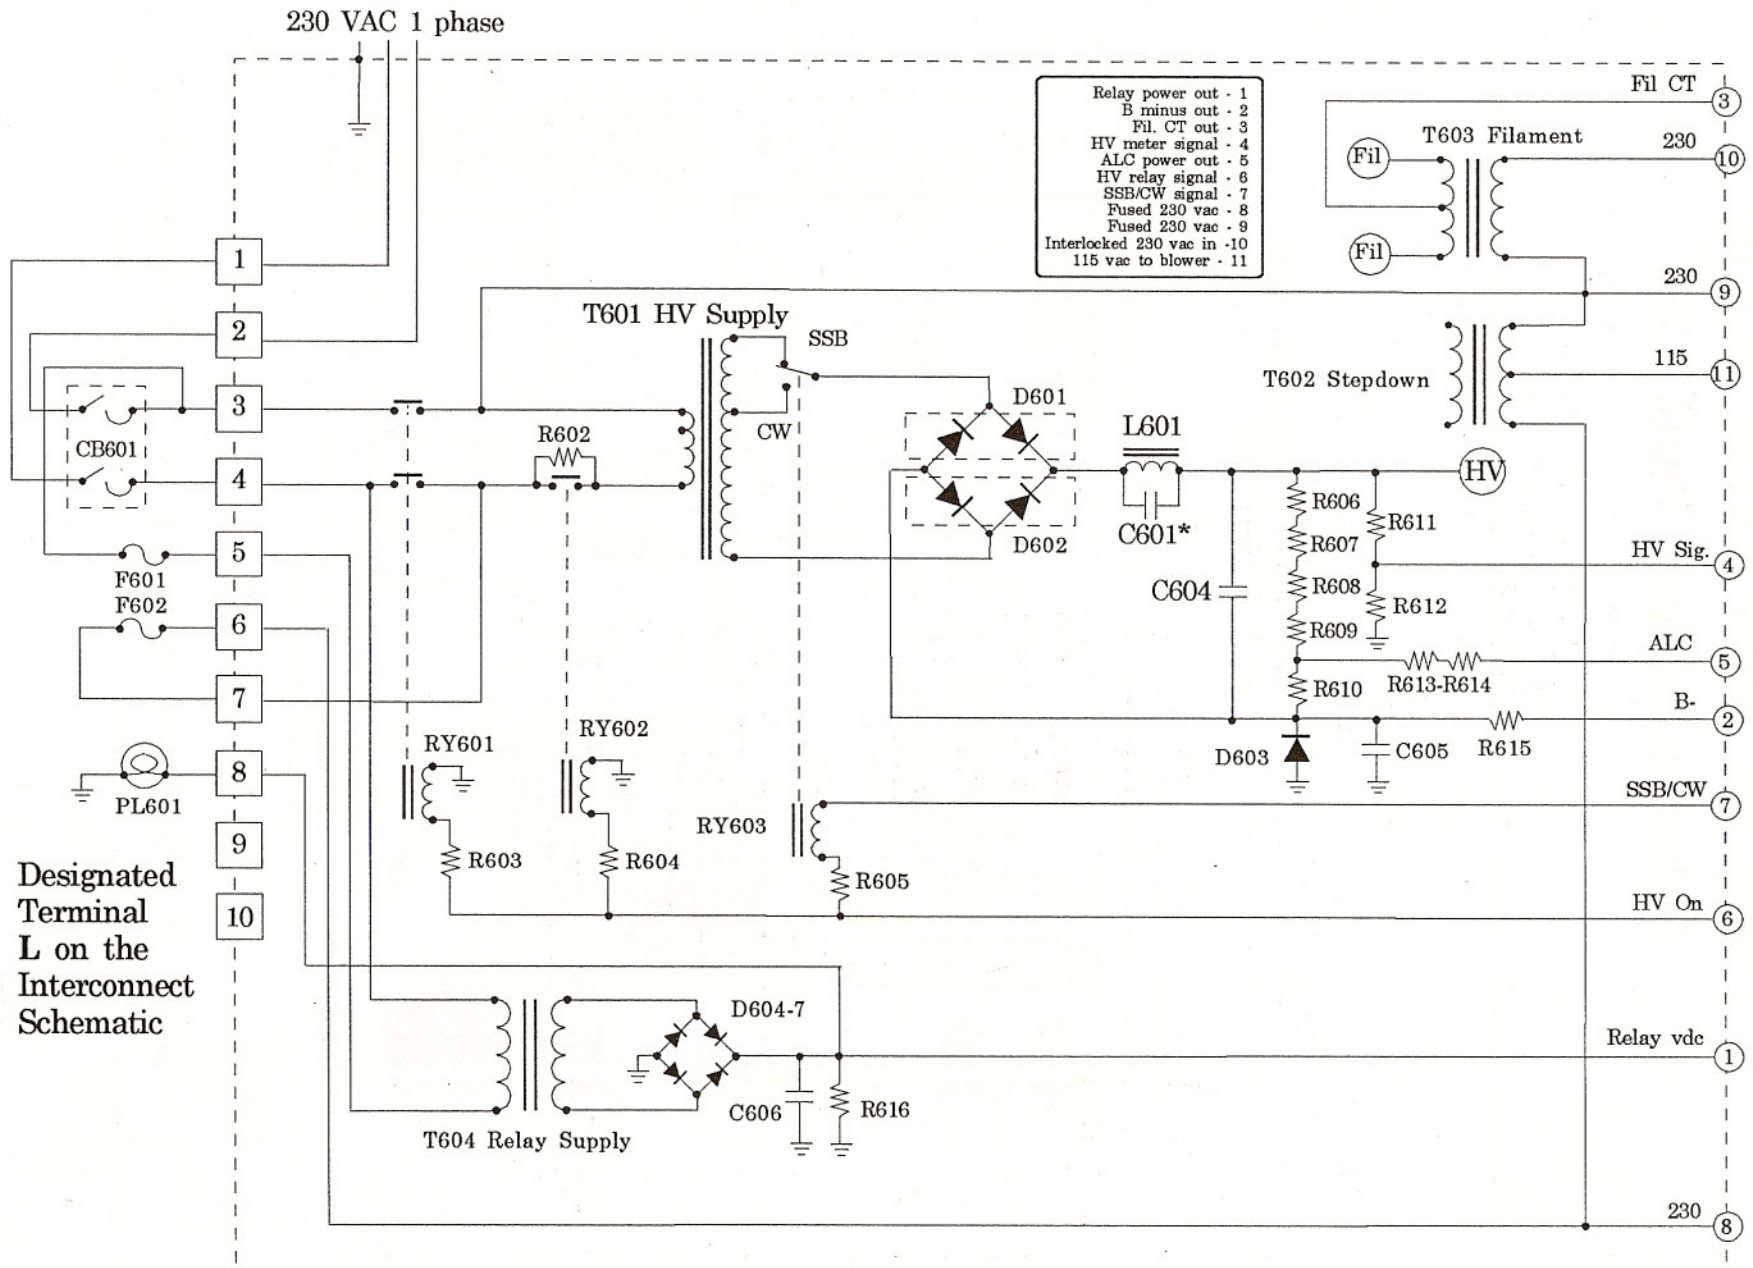 230 VAC 1 phase
Relay power out - 1
B minus out - 2
Fil. CT out - 3
HV meter signal - 4
ALC power out - 5
HV relay signal - 6
SSB/CW signal - 7
Fused 230 vac - 8
Fused 230 vac - 9
Interlocked 230 vac in -10
115 vac to blower - 11
Fil CT
3
T603 Filament
230
10
Fil
Fil
1
230
9
T601 HV Supply
2
SSB
115
11
T602 Stepdown
D601
3
CW
R602
L601
CB601
4
HV
R606
R611
C601*
D602
R607
HV Sig.
4
5
F601
R608
C604
R612
F602
6
R609
ALC
5
R613-R614
R610
7
B-
2
RY601
RY602
D603
C605
R615
8
SSB/CW
7
PL601
RY603
9
R603
R604
R605
Designated
Terminal
L on the
Interconnect
Schematic
10
HV On
6
D604-7
Relay vdc
1
C606
R616
T604 Relay Supply
230
8